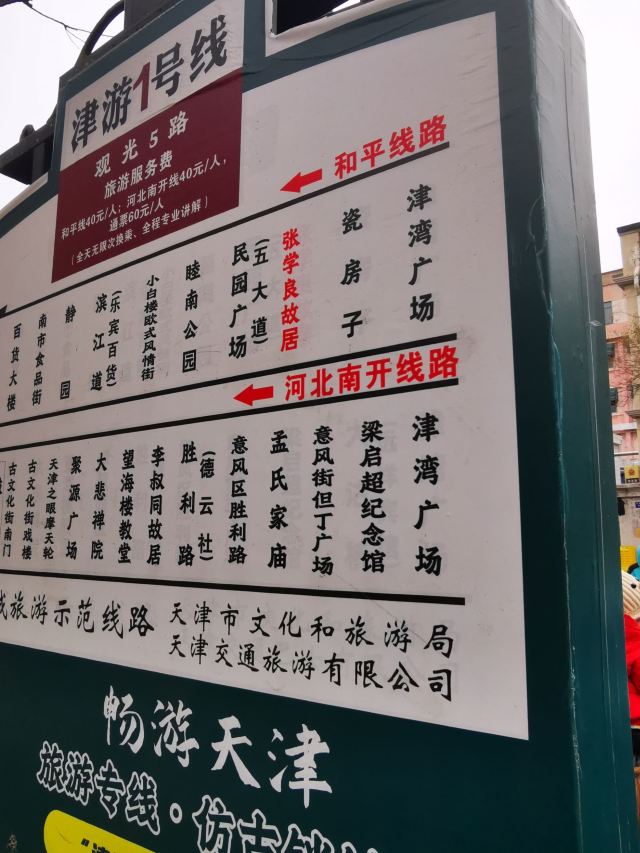 津游1号线
观光5路
旅游服务费
和平线40元/人；河北南开线40元/人，
通票60元/人
（全天无限次换乘、全程专业讲解）
和平线路
津湾广场
瓷房子
张学良故居
民园广场（五大道）
睦南公园
小白楼欧式风情街
滨江道（乐宾百货）
静园
南市食品街
百货大楼
河北南开线路
津湾广场
梁启超纪念馆
意风街但丁广场
孟氏家庙
意风区胜利路
胜利路（德云社）
李叔同故居
望海楼教堂
大悲禅院
聚源广场
天津之眼摩天轮
古文化街戏楼
古文化街南门
旅游示范线路
天津市文化和旅游局
天津交通旅游有限公司
畅游天津
旅游专线·仿古